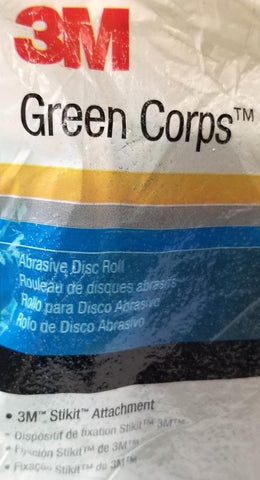 3M
Green Corps™
Abrasive Disc Roll
Rouleau de disques abrasifs
Rollo para Disco Abrasivo
Rolo de Disco Abrasivo
• 3M™ Stikit™ Attachment
• Dispositif de fixation Stikit™ 3M™
• Fijación Stikit™ de 3M™
• Fixação Stikit™ de 3M™